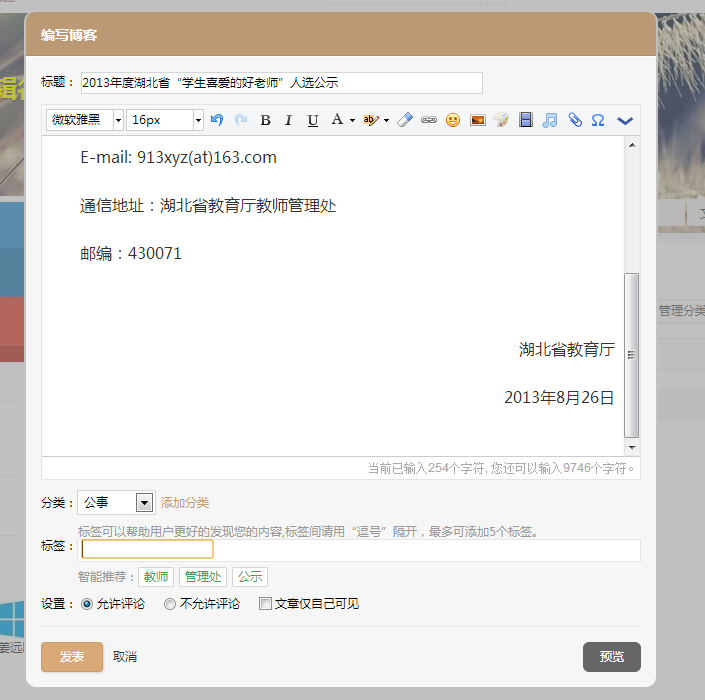 编写博客
标题：
2013年度湖北省“学生喜爱的好老师”人选公示
微软雅黑 16px B I U A
E-mail: 913xyz(at)163.com
通信地址：湖北省教育厅教师管理处
邮编：430071
管理分类
湖北省教育厅
2013年8月26日
当前已输入254个字符, 您还可以输入9746个字符。
分类： 公事 添加分类
标签可以帮助用户更好的发现您的内容,标签间请用“逗号”隔开，最多可添加5个标签。
标签：
智能推荐： 教师 管理处 公示
设置： 允许评论 不允许评论 文章仅自己可见
发表 取消 预览